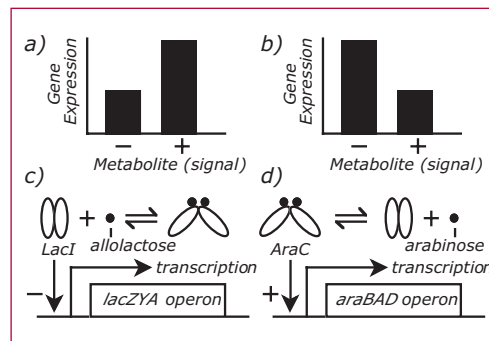 a)
Gene
Expression
– +
Metabolite (signal)
b)
Gene
Expression
– +
Metabolite (signal)
c)
+
LacI
allolactose
transcription
–
lacZYA operon
d)
+
AraC
arabinose
transcription
+
araBAD operon